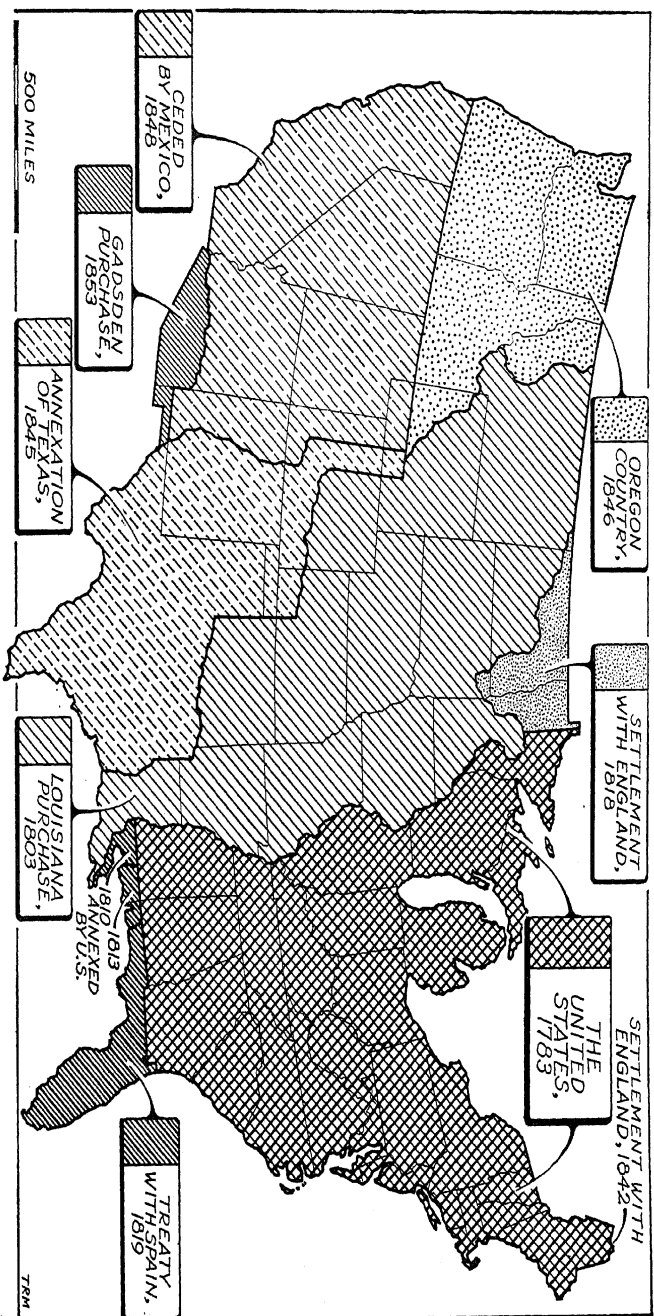 OREGON
COUNTRY,
1846
SETTLEMENT
WITH ENGLAND,
1818
THE
UNITED
STATES,
1783
SETTLEMENT WITH
ENGLAND, 1842
CEDED
BY MEXICO,
1848
GADSDEN
PURCHASE,
1853
ANNEXATION
OF TEXAS,
1845
LOUISIANA
PURCHASE,
1803
1810-1813
ANNEXED
BY U.S.
TREATY
WITH SPAIN,
1819
500 MILES
TRM